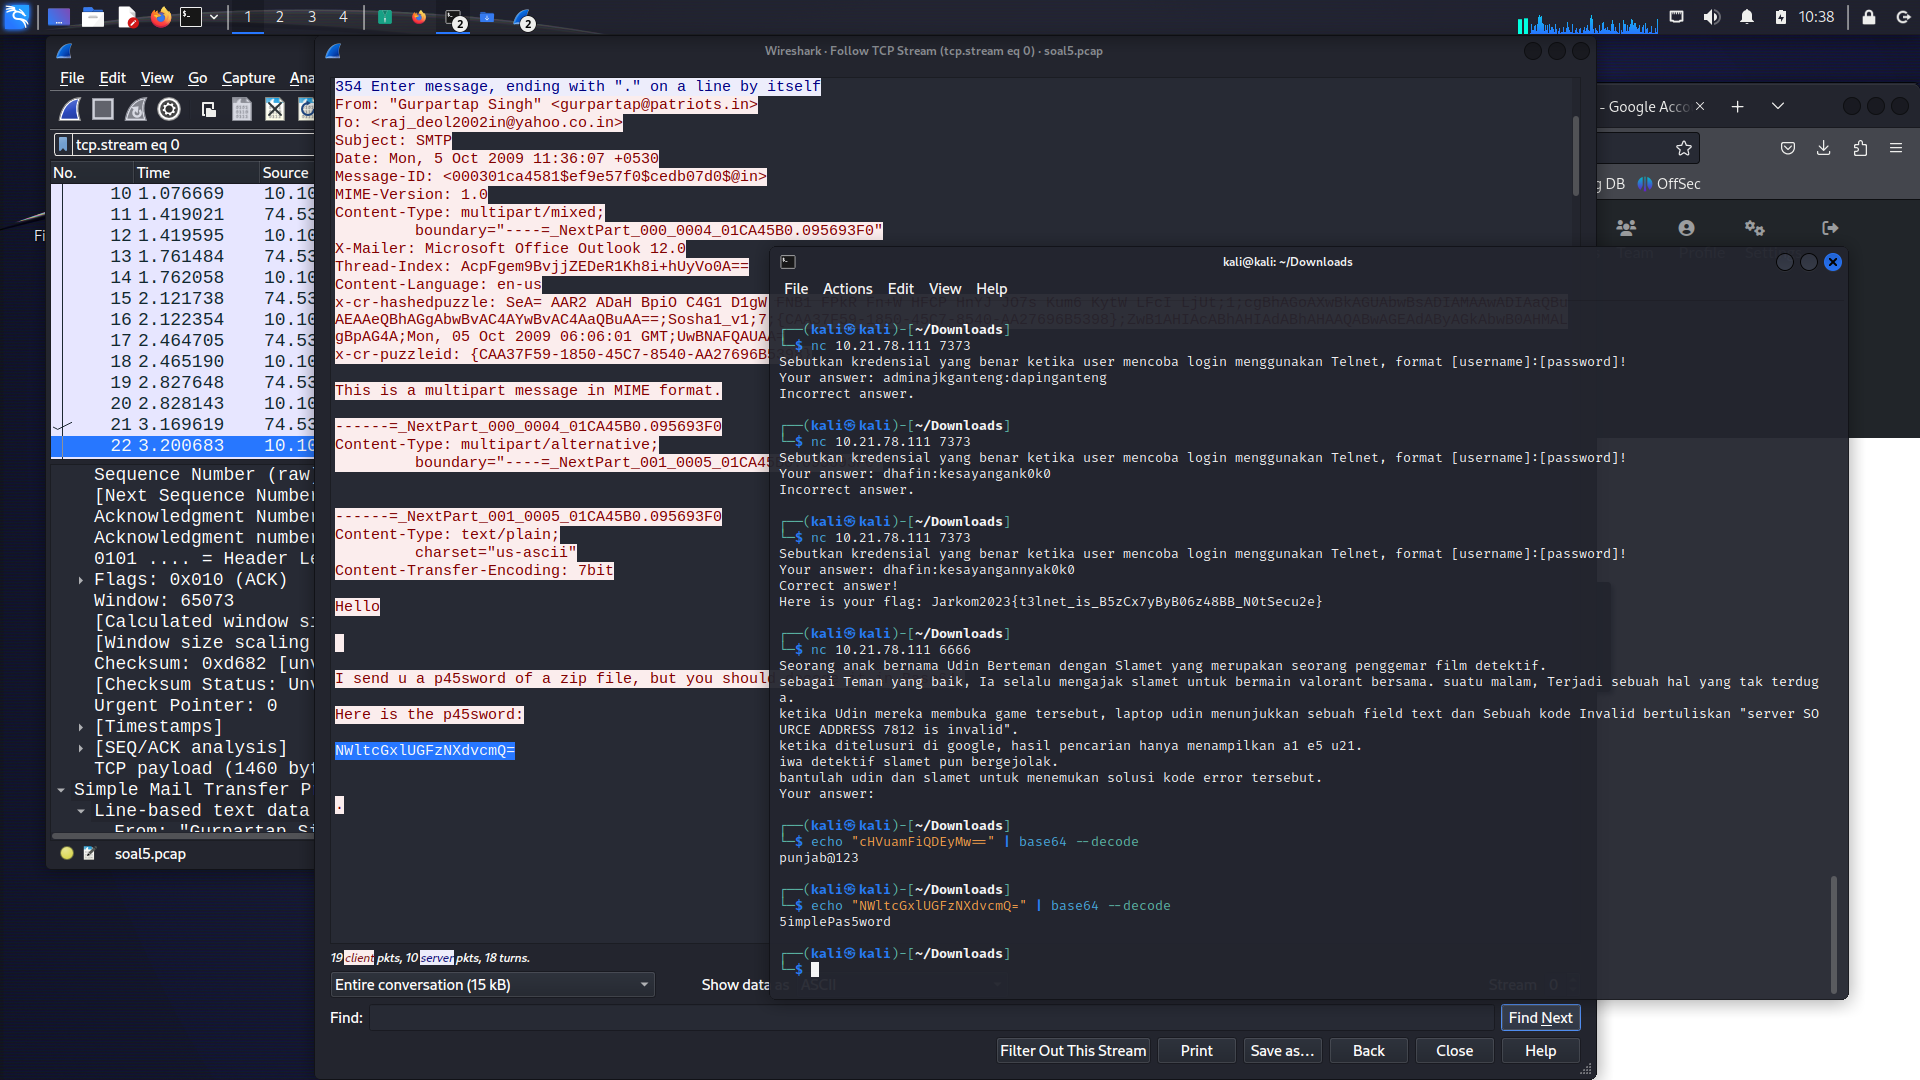 1 2 3 4 2 2 10:38
Wireshark · Follow TCP Stream (tcp.stream eq 0) · soal5.pcap
File Edit View Go Capture Ana
tcp.stream eq 0
No. Time Source
10 1.076669 10.10
11 1.419021 74.53
12 1.419595 10.10
13 1.761484 74.53
14 1.762058 10.10
15 2.121738 74.53
16 2.122354 10.10
17 2.464705 74.53
18 2.465190 10.10
19 2.827648 74.53
20 2.828143 10.10
21 3.169619 74.53
22 3.200683 10.10
Sequence Number (raw)
[Next Sequence Number
Acknowledgment Number
Acknowledgment number
0101 .... = Header Le
Flags: 0x010 (ACK)
Window: 65073
[Calculated window si
[Window size scaling
Checksum: 0xd682 [unv
[Checksum Status: Unv
Urgent Pointer: 0
[Timestamps]
[SEQ/ACK analysis]
TCP payload (1460 byt
Simple Mail Transfer P
Line-based text data
From: "Gurpartap Si
soal5.pcap
354 Enter message, ending with "." on a line by itself
From: "Gurpartap Singh" <gurpartap@patriots.in>
To: <raj_deol2002in@yahoo.co.in>
Subject: SMTP
Date: Mon, 5 Oct 2009 11:36:07 +0530
Message-ID: <000301ca4581$ef9e57f0$cedb07d0$@in>
MIME-Version: 1.0
Content-Type: multipart/mixed;
boundary="----=_NextPart_000_0004_01CA45B0.095693F0"
X-Mailer: Microsoft Office Outlook 12.0
Thread-Index: AcpFgem9BvjjZEDeR1Kh8i+hUyVo0A==
Content-Language: en-us
x-cr-hashedpuzzle: SeA= AAR2 ADaH BpiO C4G1 D1gW
AEAAeQBhAGgAbwBvAC4AYwBvAC4AaQBuAA==;Sosha1_v1;7;
gBpAG4A;Mon, 05 Oct 2009 06:06:01 GMT;UwBNAFQAUAA
x-cr-puzzleid: {CAA37F59-1850-45C7-8540-AA27696B5
This is a multipart message in MIME format.
------=_NextPart_000_0004_01CA45B0.095693F0
Content-Type: multipart/alternative;
boundary="----=_NextPart_001_0005_01CA45
------=_NextPart_001_0005_01CA45B0.095693F0
Content-Type: text/plain;
charset="us-ascii"
Content-Transfer-Encoding: 7bit
Hello
I send u a p45sword of a zip file, but you shoul
Here is the p45sword:
NWltcGxlUGFzNXdvcmQ=
.
19 client pkts, 10 server pkts, 18 turns.
Entire conversation (15 kB)
Show data as ASCII
Stream 0
Find:
Find Next
Filter Out This Stream Print Save as… Back Close Help
kali@kali: ~/Downloads
File Actions Edit View Help
┌──(kali㉿kali)-[~/Downloads]
└─$ nc 10.21.78.111 7373
Sebutkan kredensial yang benar ketika user mencoba login menggunakan Telnet, format [username]:[password]!
Your answer: adminajkganteng:dapinganteng
Incorrect answer.
┌──(kali㉿kali)-[~/Downloads]
└─$ nc 10.21.78.111 7373
Sebutkan kredensial yang benar ketika user mencoba login menggunakan Telnet, format [username]:[password]!
Your answer: dhafin:kesayangank0k0
Incorrect answer.
┌──(kali㉿kali)-[~/Downloads]
└─$ nc 10.21.78.111 7373
Sebutkan kredensial yang benar ketika user mencoba login menggunakan Telnet, format [username]:[password]!
Your answer: dhafin:kesayangannyak0k0
Correct answer!
Here is your flag: Jarkom2023{t3lnet_is_B5zCx7yByB06z48BB_N0tSecu2e}
┌──(kali㉿kali)-[~/Downloads]
└─$ nc 10.21.78.111 6666
Seorang anak bernama Udin Berteman dengan Slamet yang merupakan seorang penggemar film detektif.
sebagai Teman yang baik, Ia selalu mengajak slamet untuk bermain valorant bersama. suatu malam, Terjadi sebuah hal yang tak terdug
a.
ketika Udin mereka membuka game tersebut, laptop udin menunjukkan sebuah field text dan Sebuah kode Invalid bertuliskan "server SO
URCE ADDRESS 7812 is invalid".
ketika ditelusuri di google, hasil pencarian hanya menampilkan a1 e5 u21.
iwa detektif slamet pun bergejolak.
bantulah udin dan slamet untuk menemukan solusi kode error tersebut.
Your answer:
┌──(kali㉿kali)-[~/Downloads]
└─$ echo "cHVuamFiQDEyMw==" | base64 --decode
punjab@123
┌──(kali㉿kali)-[~/Downloads]
└─$ echo "NWltcGxlUGFzNXdvcmQ=" | base64 --decode
5implePas5word
┌──(kali㉿kali)-[~/Downloads]
└─$
- Google Acco
g DB OffSec
Fi